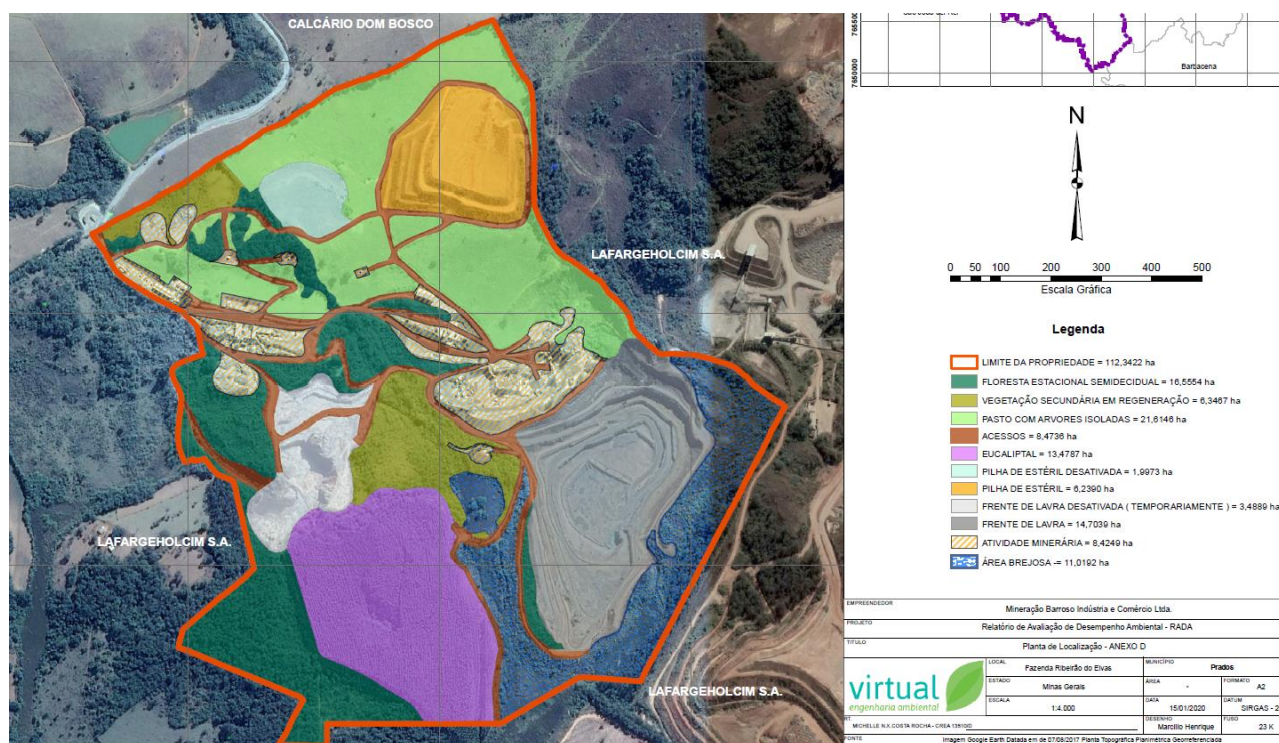 CALCÁRIO DOM BOSCO
LAFARGEHOLCIM S.A.
LAFARGEHOLCIM S.A.
LAFARGEHOLCIM S.A.
7650000
Barbacena
N
0 50 100 200 300 400 500
Escala Gráfica
Legenda
LIMITE DA PROPRIEDADE = 112,3422 ha
FLORESTA ESTACIONAL SEMIDECIDUAL = 16,5554 ha
VEGETAÇÃO SECUNDÁRIA EM REGENERAÇÃO = 6,3467 ha
PASTO COM ARVORES ISOLADAS = 21,6146 ha
ACESSOS = 8,4736 ha
EUCALIPTAL = 13,4787 ha
PILHA DE ESTÉRIL DESATIVADA = 1,9973 ha
PILHA DE ESTÉRIL = 6,2390 ha
FRENTE DE LAVRA DESATIVADA ( TEMPORARIAMENTE ) = 3,4889 ha
FRENTE DE LAVRA = 14,7039 ha
ATIVIDADE MINERÁRIA = 8,4249 ha
ÁREA BREJOSA -= 11,0192 ha
EMPREENDEDOR
Mineração Barroso Indústria e Comércio Ltda.
PROJETO
Relatório de Avaliação de Desempenho Ambiental - RADA
TITULO
Planta de Localização - ANEXO D
virtual
engenharia ambiental
LOCAL
Fazenda Ribeirão do Elvas
MUNICÍPIO
Prados
ESTADO
Minas Gerais
ÁREA
-
FORMATO
A2
ESCALA
1:4.000
DATA
15/01/2020
DATUM
SIRGAS - 2
RT
MICHELLE N.X.COSTA ROCHA - CREA 13510/D
DESENHO
Marcilio Henrique
FUSO
23 K
FONTE
Imagem Google Earth Datada em de 07/08/2017 Planta Topográfica Planimétrica Georreferenciada